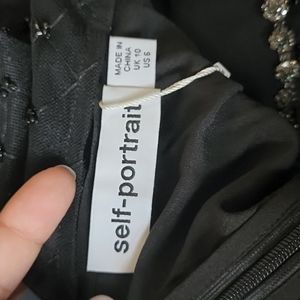 MADE IN
CHINA
UK 10
US 6
self-portrait